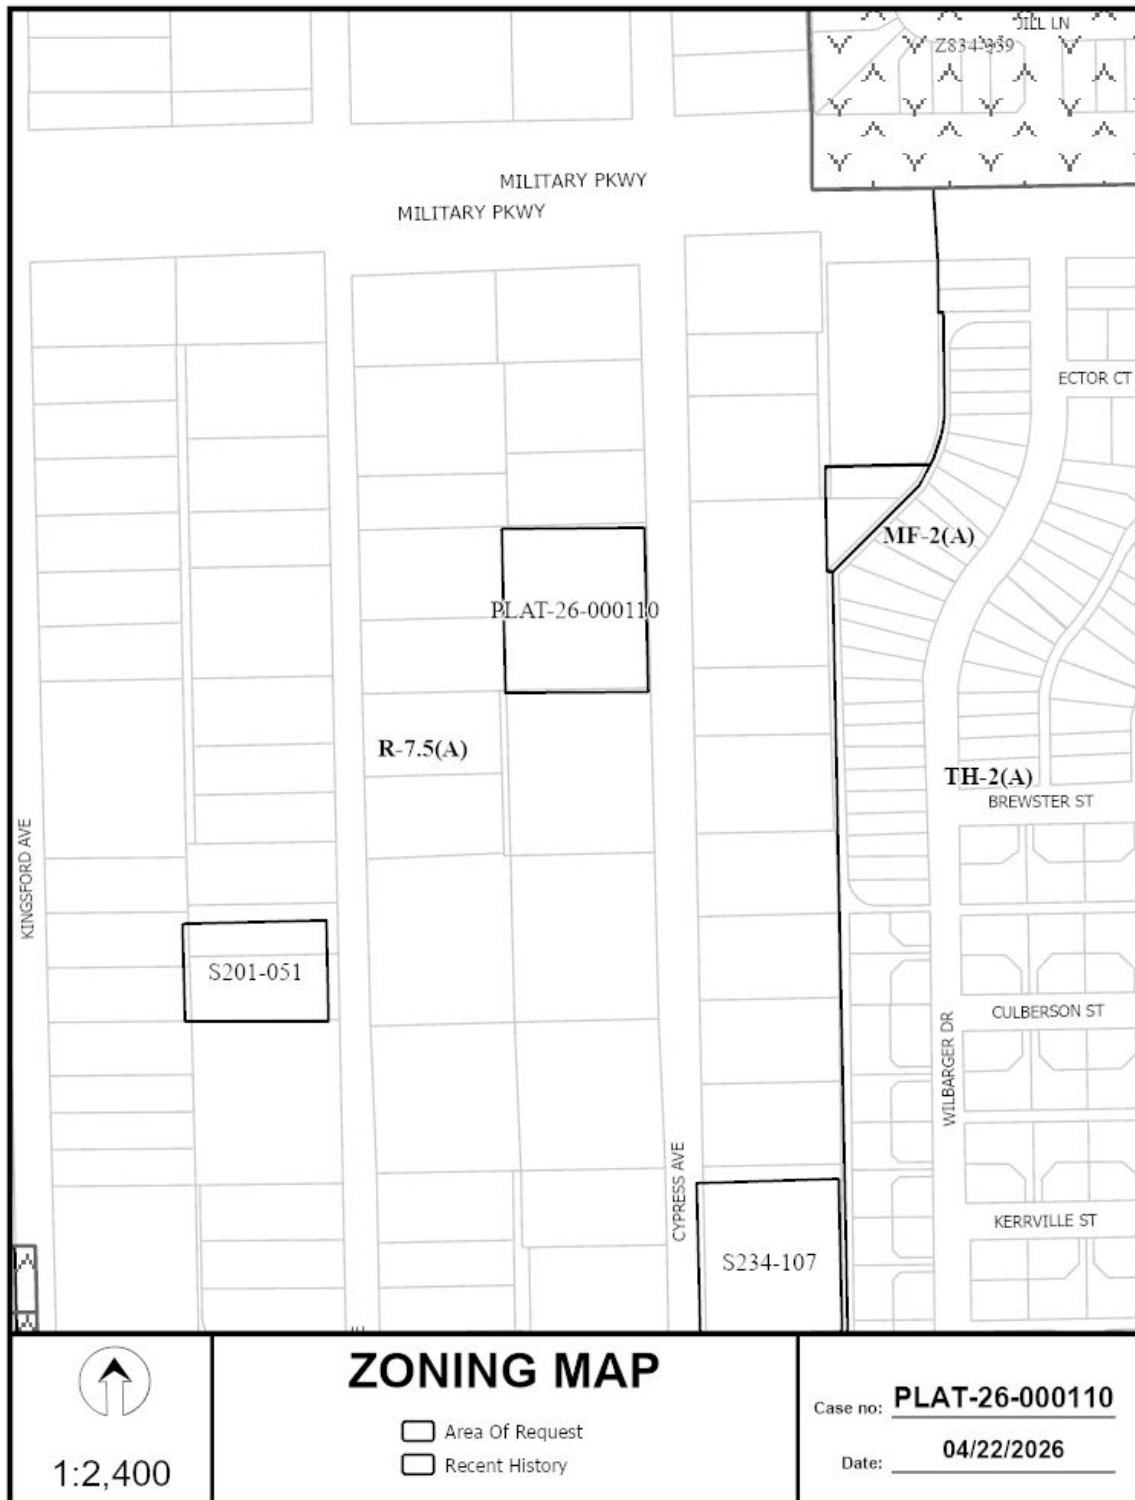 JILL LN
Z834-939
MILITARY PKWY
MILITARY PKWY
ECTOR CT
MF-2(A)
PLAT-26-000110
R-7.5(A)
TH-2(A)
BREWSTER ST
KINGSFORD AVE
S201-051
CULBERSON ST
WILBARGER DR
CYPRESS AVE
KERRVILLE ST
S234-107
1:2,400
ZONING MAP
Area Of Request
Recent History
Case no: PLAT-26-000110
Date: 04/22/2026